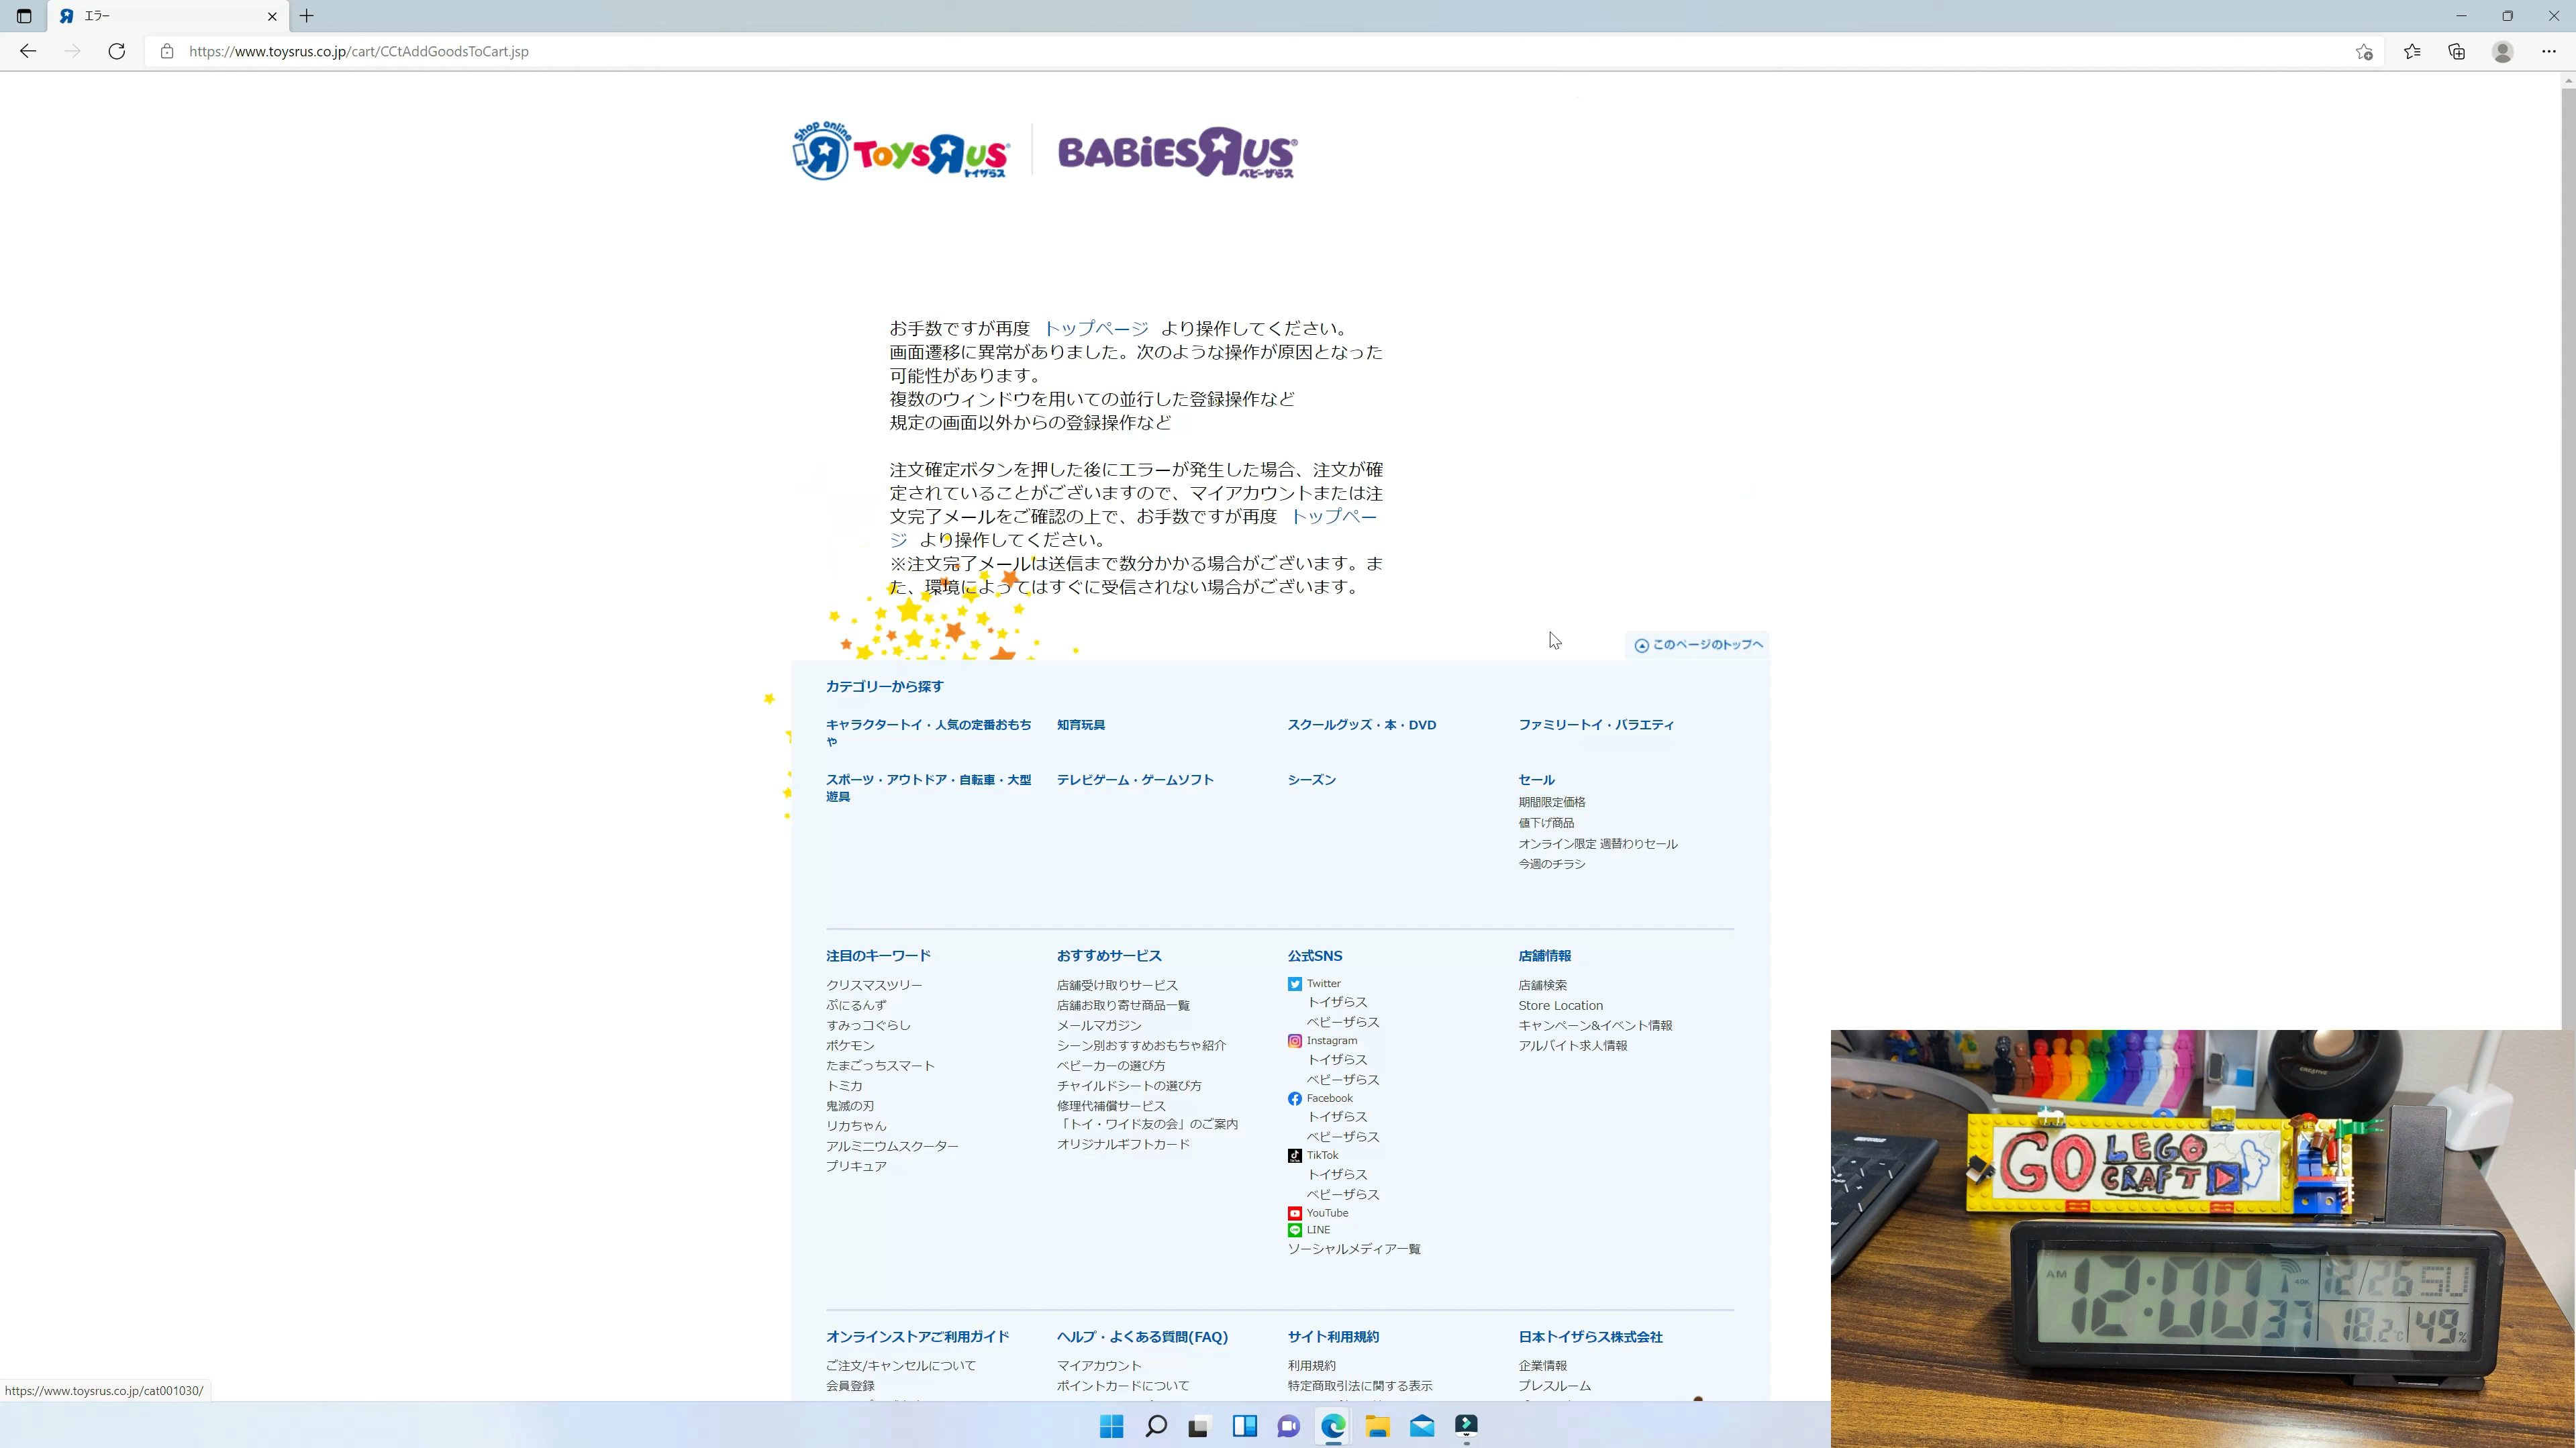 エラー
https://www.toysrus.co.jp/cart/CCtAddGoodsToCart.jsp
Shop online
TOYSRUS
トイザらス
BABIESRUS
ベビーザらス
お手数ですが再度 トップページ より操作してください。
画面遷移に異常がありました。次のような操作が原因となった
可能性があります。
複数のウィンドウを用いての並行した登録操作など
規定の画面以外からの登録操作など
注文確定ボタンを押した後にエラーが発生した場合、注文が確
定されていることがございますので、マイアカウントまたは注
文完了メールをご確認の上で、お手数ですが再度 トップペー
ジ より操作してください。
※注文完了メールは送信まで数分かかる場合がございます。ま
た、環境によってはすぐに受信されない場合がございます。
このページのトップへ
カテゴリーから探す
キャラクタートイ・人気の定番おもち
ゃ
知育玩具
スクールグッズ・本・DVD
ファミリートイ・バラエティ
スポーツ・アウトドア・自転車・大型
遊具
テレビゲーム・ゲームソフト
シーズン
セール
期間限定価格
値下げ商品
オンライン限定 週替わりセール
今週のチラシ
注目のキーワード
クリスマスツリー
ぷにるんず
すみっコぐらし
ポケモン
たまごっちスマート
トミカ
鬼滅の刃
リカちゃん
アルミニウムスクーター
プリキュア
おすすめサービス
店舗受け取りサービス
店舗お取り寄せ商品一覧
メールマガジン
シーン別おすすめおもちゃ紹介
ベビーカーの選び方
チャイルドシートの選び方
修理代補償サービス
「トイ・ワイド友の会」のご案内
オリジナルギフトカード
公式SNS
Twitter
トイザらス
ベビーザらス
Instagram
トイザらス
ベビーザらス
Facebook
トイザらス
ベビーザらス
TikTok
トイザらス
ベビーザらス
YouTube
LINE
ソーシャルメディア一覧
店舗情報
店舗検索
Store Location
キャンペーン&イベント情報
アルバイト求人情報
オンラインストアご利用ガイド
ご注文/キャンセルについて
会員登録
ヘルプ・よくある質問(FAQ)
マイアカウント
ポイントカードについて
サイト利用規約
利用規約
特定商取引法に関する表示
日本トイザらス株式会社
企業情報
プレスルーム
https://www.toysrus.co.jp/cat001030/
CREATIVE
GO LEGO
CRAFT
AM 12:00 12/26
12:00 37 18.2℃ 49%